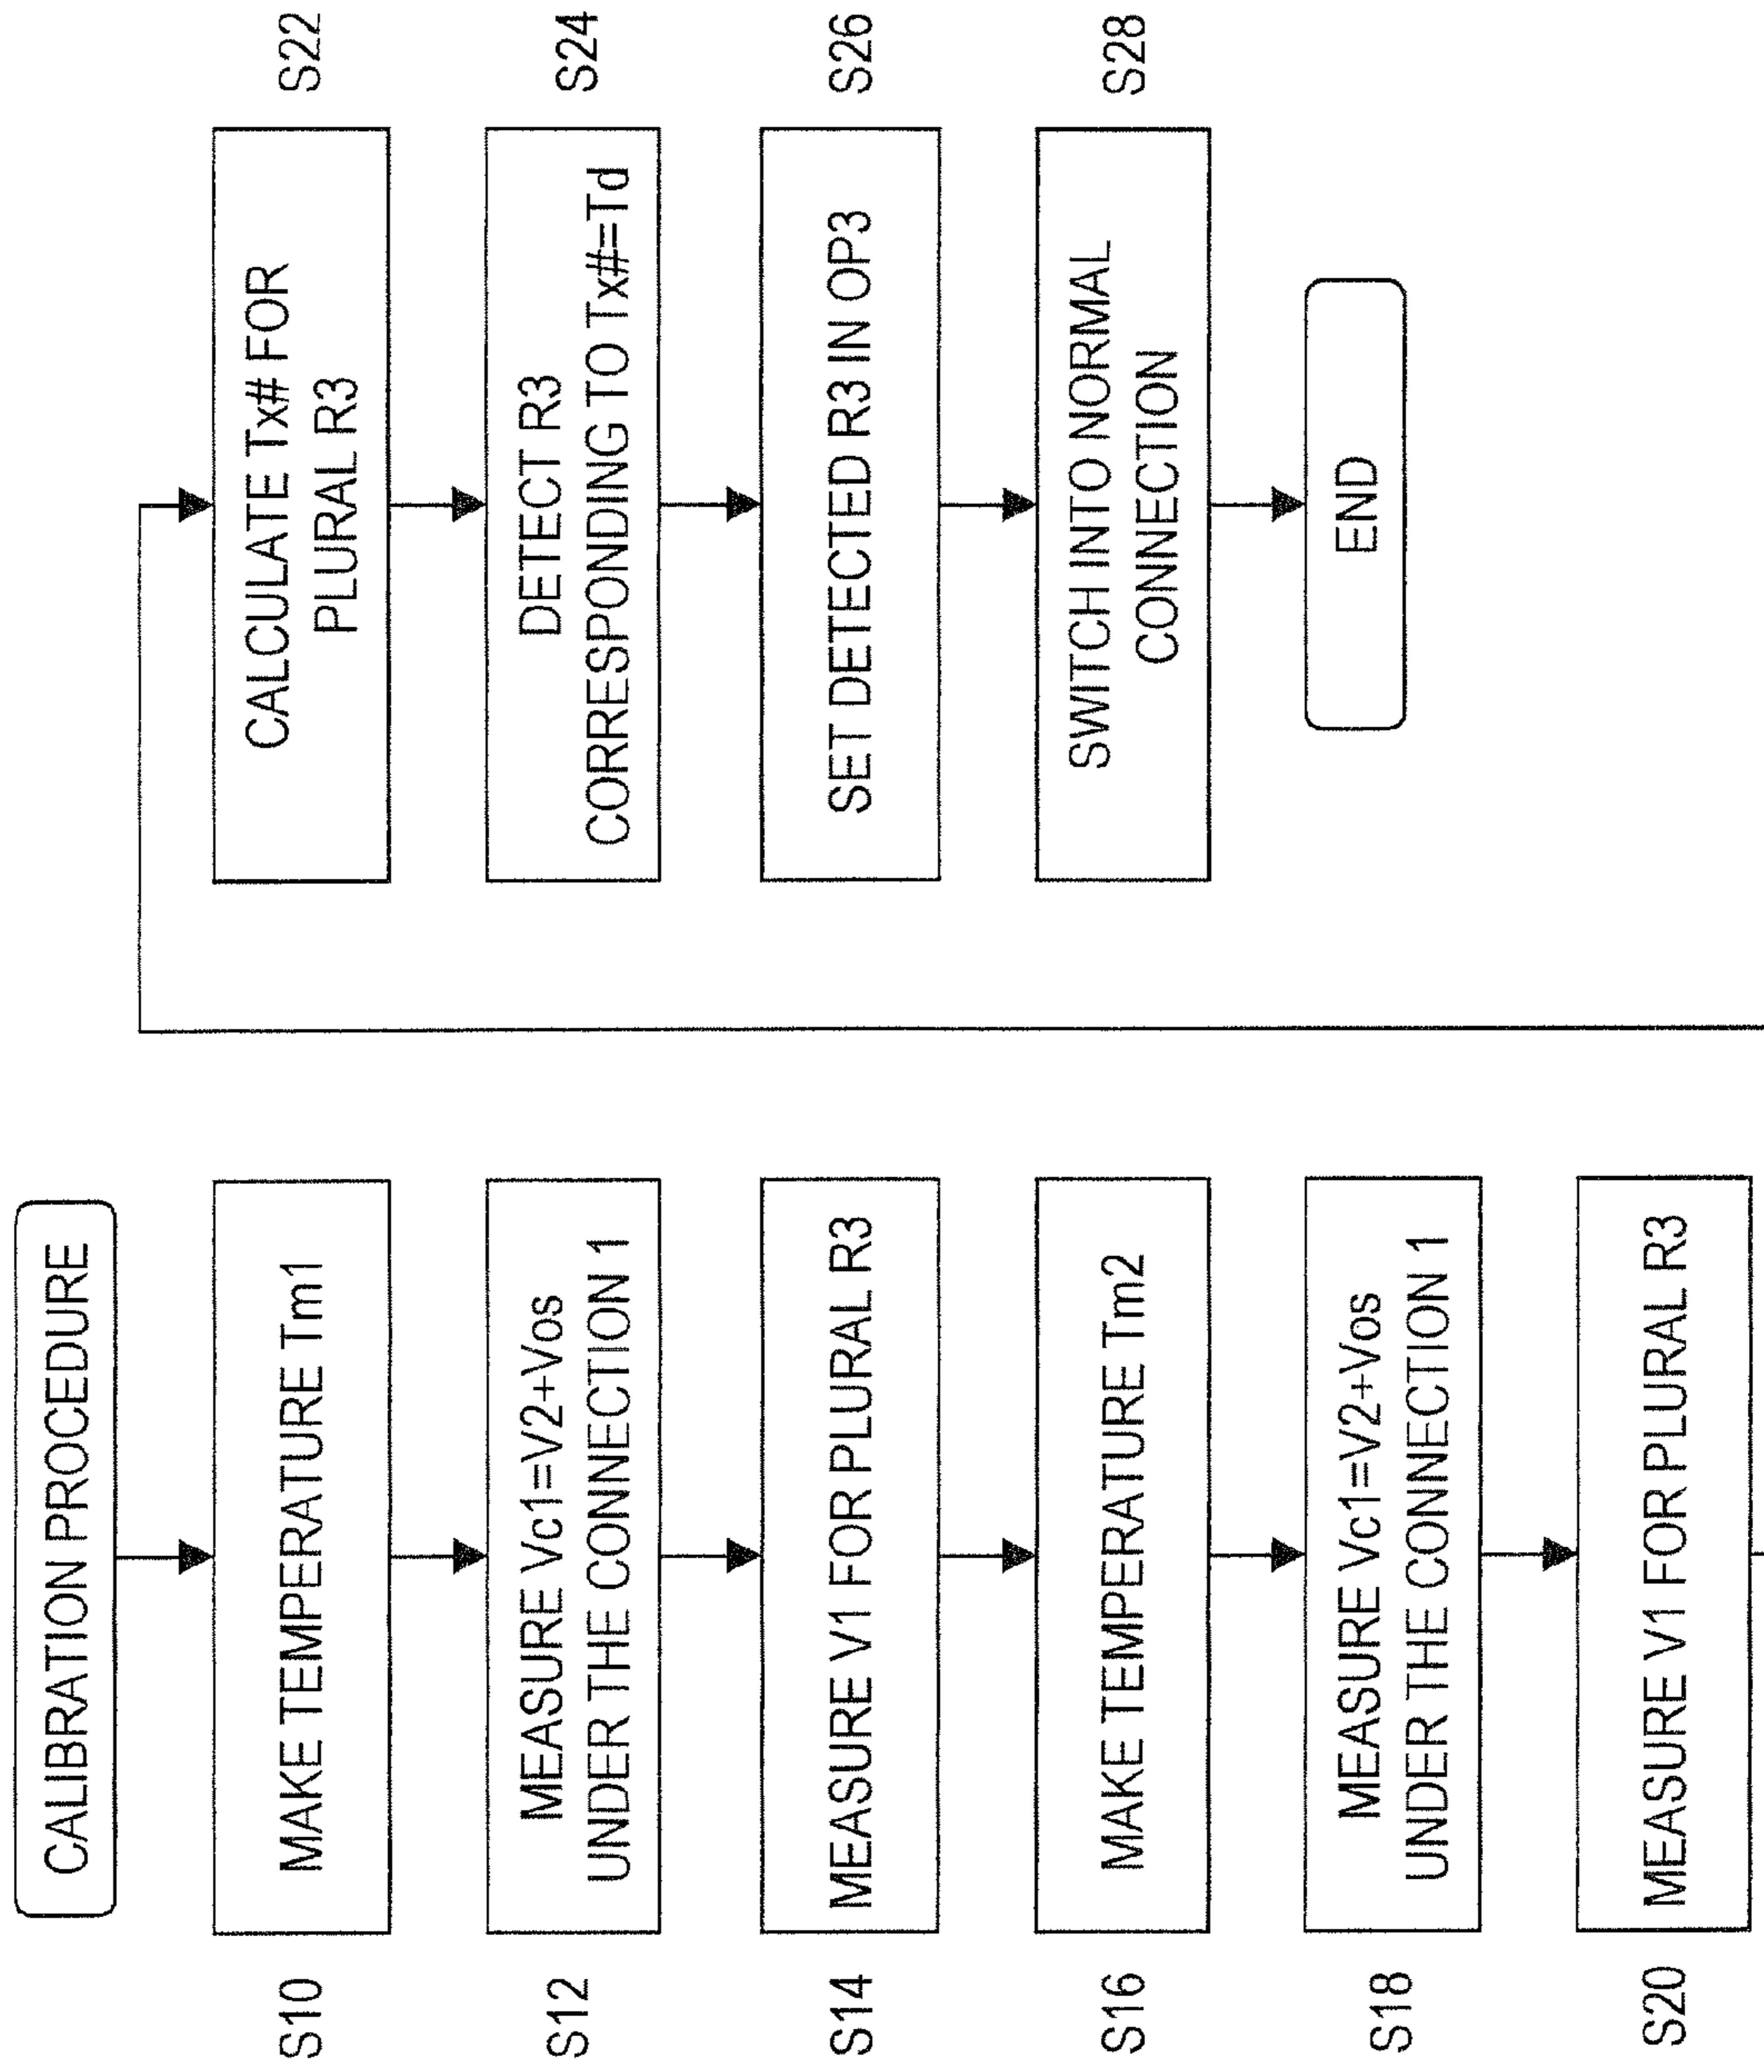 CALIBRATION PROCEDURE
S10
MAKE TEMPERATURE Tm1
S12
MEASURE Vc1=V2+Vos
UNDER THE CONNECTION 1
S14
MEASURE V1 FOR PLURAL R3
S16
MAKE TEMPERATURE Tm2
S18
MEASURE Vc1=V2+Vos
UNDER THE CONNECTION 1
S20
MEASURE V1 FOR PLURAL R3
CALCULATE Tx# FOR
PLURAL R3
S22
DETECT R3
CORRESPONDING TO Tx#=Td
S24
SET DETECTED R3 IN OP3
S26
SWITCH INTO NORMAL
CONNECTION
S28
END